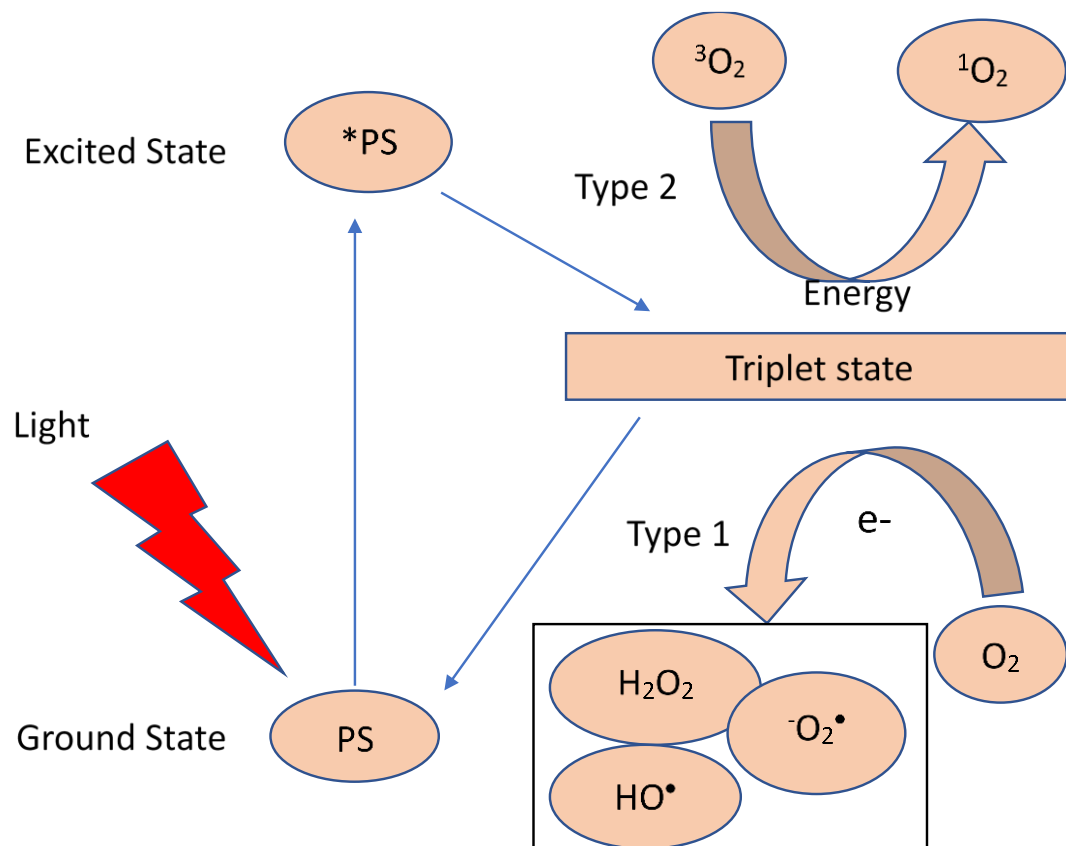 ³O₂
¹O₂
Excited State
*PS
Type 2
Energy
Triplet state
Light
Type 1
e-
O₂
H₂O₂
⁻O₂•
Ground State
PS
HO•